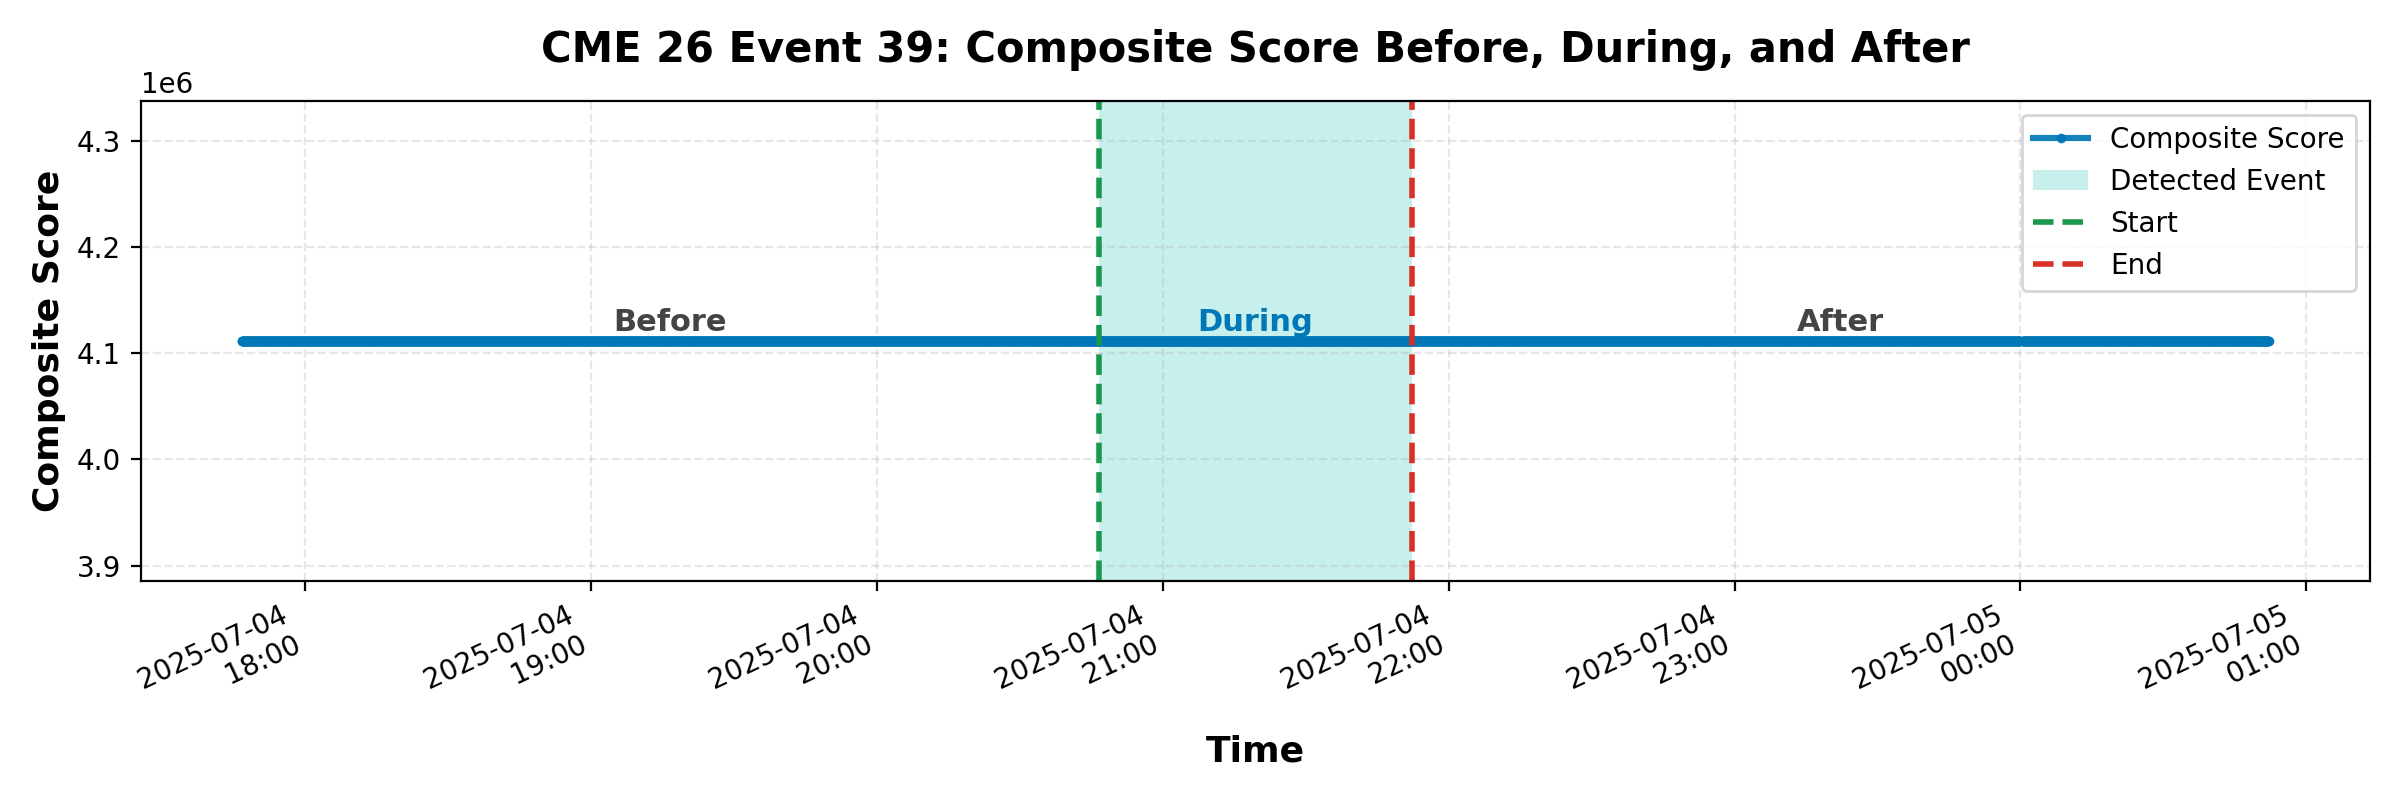 CME 26 Event 39: Composite Score Before, During, and After
1e6
Composite Score
4.3
4.2
4.1
4.0
3.9
Before
During
After
Composite Score
Detected Event
Start
End
2025-07-04
18:00
2025-07-04
19:00
2025-07-04
20:00
2025-07-04
21:00
2025-07-04
22:00
2025-07-04
23:00
2025-07-05
00:00
2025-07-05
01:00
Time